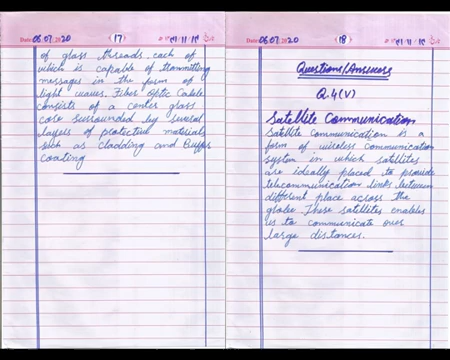 Date: 06.07.2020 (17)
of glass threads each of
which is capable of transmitting
messages in the form of
light waves. Fiber Optic Cable
consists of a center glass
core surrounded by several
layers of protective materials
such as cladding and Buffer
coating
Date: 06.07.2020 (18)
Questions/Answers
Q.4(V)
Satellite Communication
Satellite communication is a
form of wireless communication
system in which satellites
are ideally placed to provide
telecommunication links between
different place across the
globe. These satellites enables
us to communicate over
large distances.